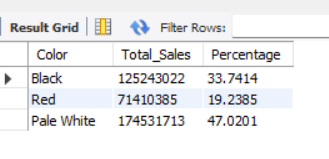 Result Grid Filter Rows:
Color Total_Sales Percentage
Black 125243022 33.7414
Red 71410385 19.2385
Pale White 174531713 47.0201